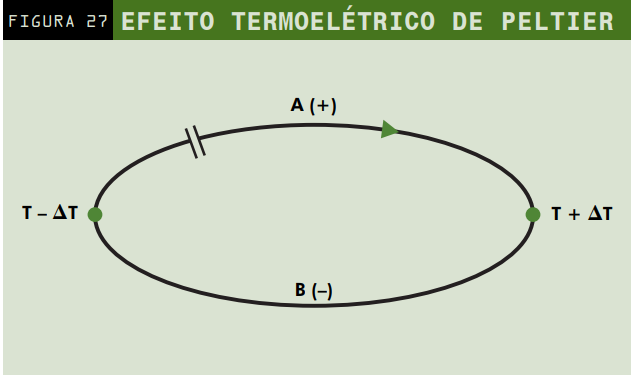 FIGURA 27 EFEITO TERMOELÉTRICO DE PELTIER
A (+)
T – ΔT
T + ΔT
B (–)